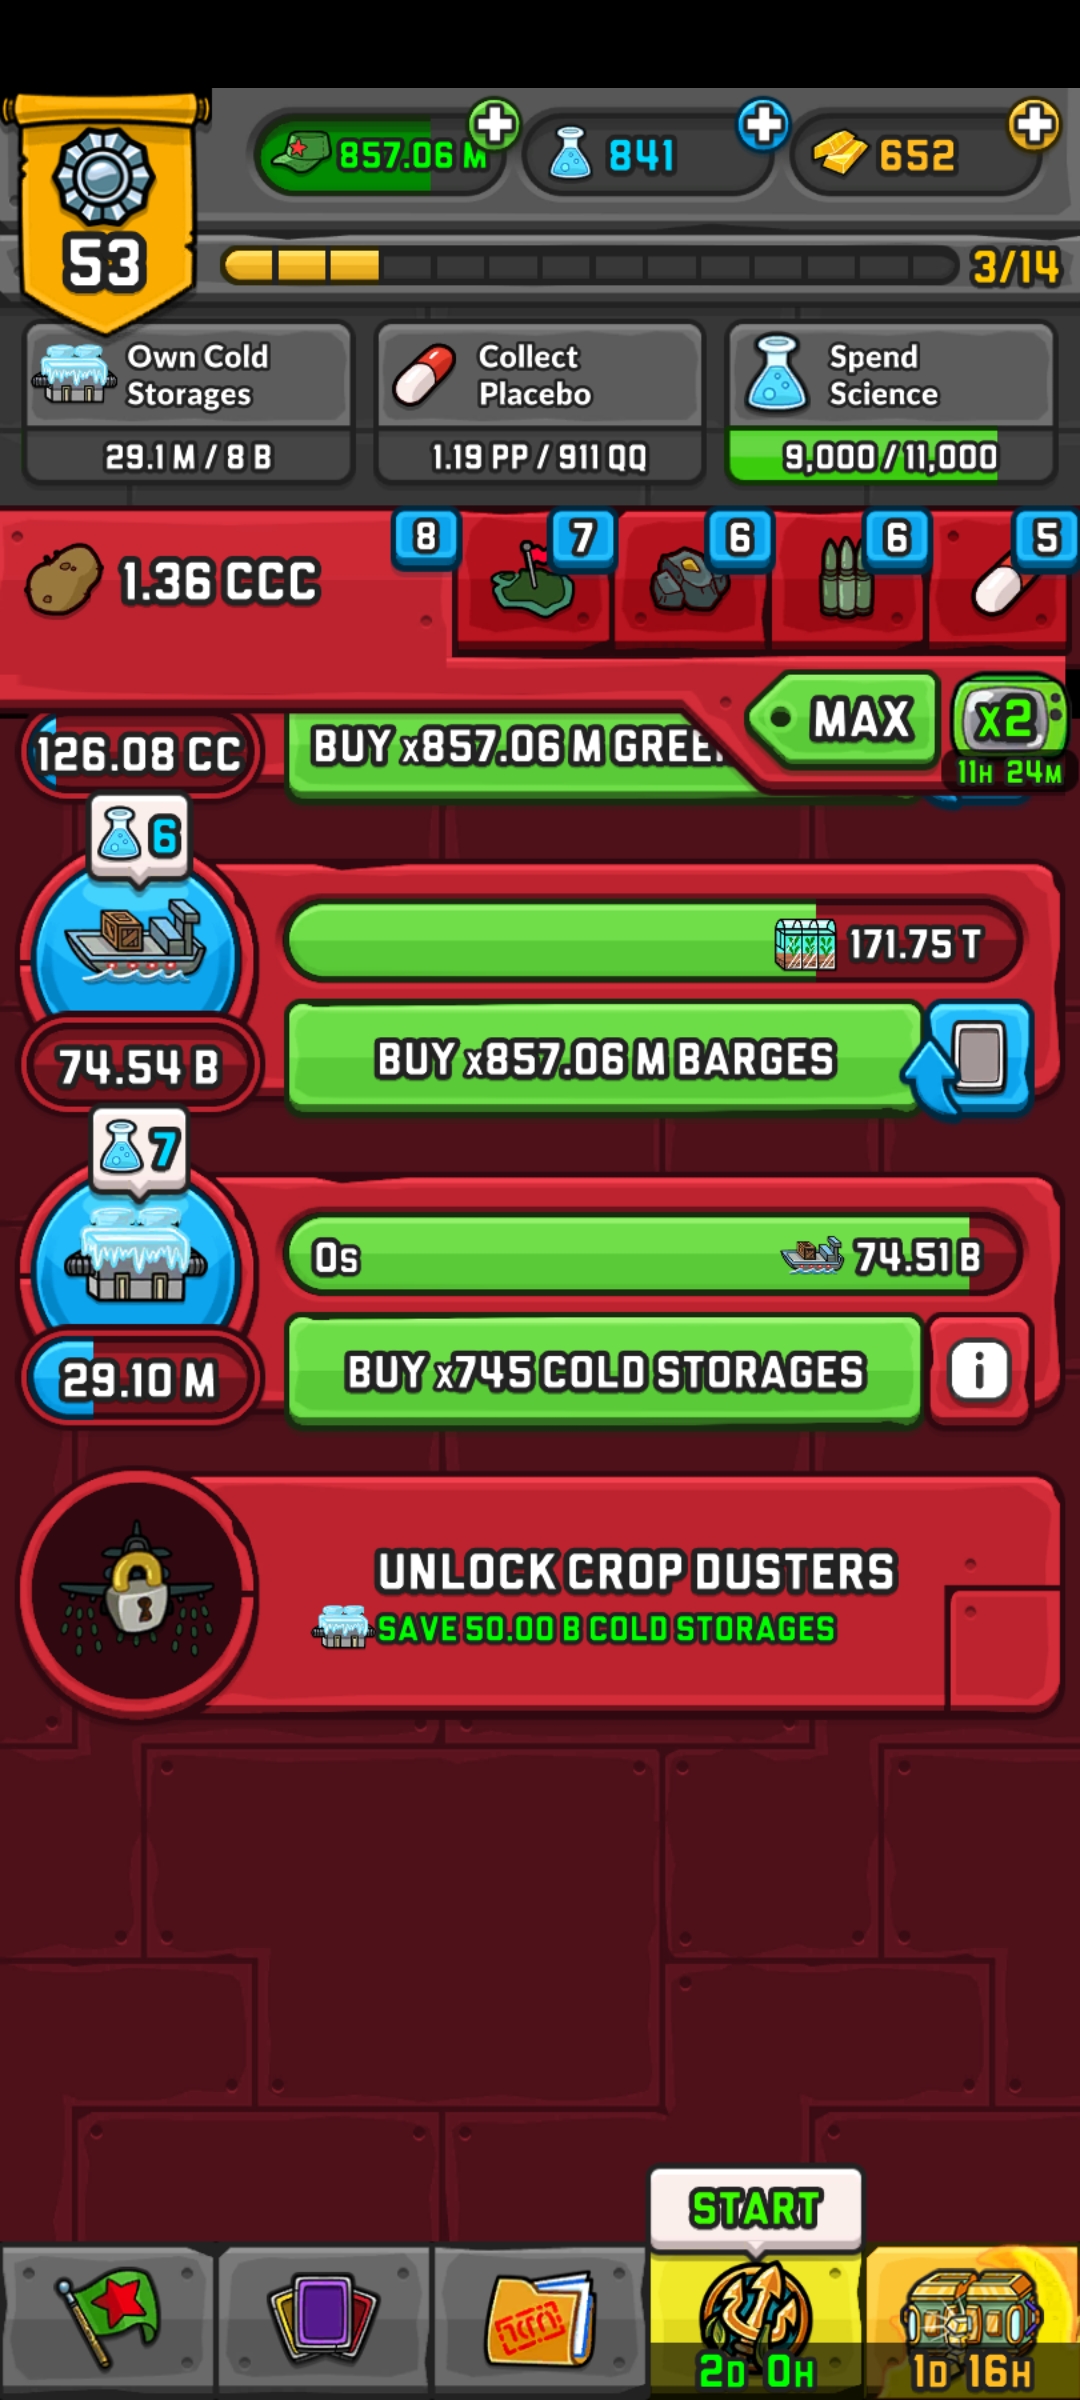 857.06 M
841
652
53
3/14
Own Cold
Storages
29.1 M / 8 B
Collect
Placebo
1.19 PP / 911 QQ
Spend
Science
9,000 / 11,000
1.36 CCC
8
7
6
6
5
MAX
x2
11H 24M
126.08 CC
BUY x857.06 M GREE
6
171.75 T
74.54 B
BUY x857.06 M BARGES
7
0s
74.51 B
29.10 M
BUY x745 COLD STORAGES
i
UNLOCK CROP DUSTERS
SAVE 50.00 B COLD STORAGES
START
2D 0H
1D 16H